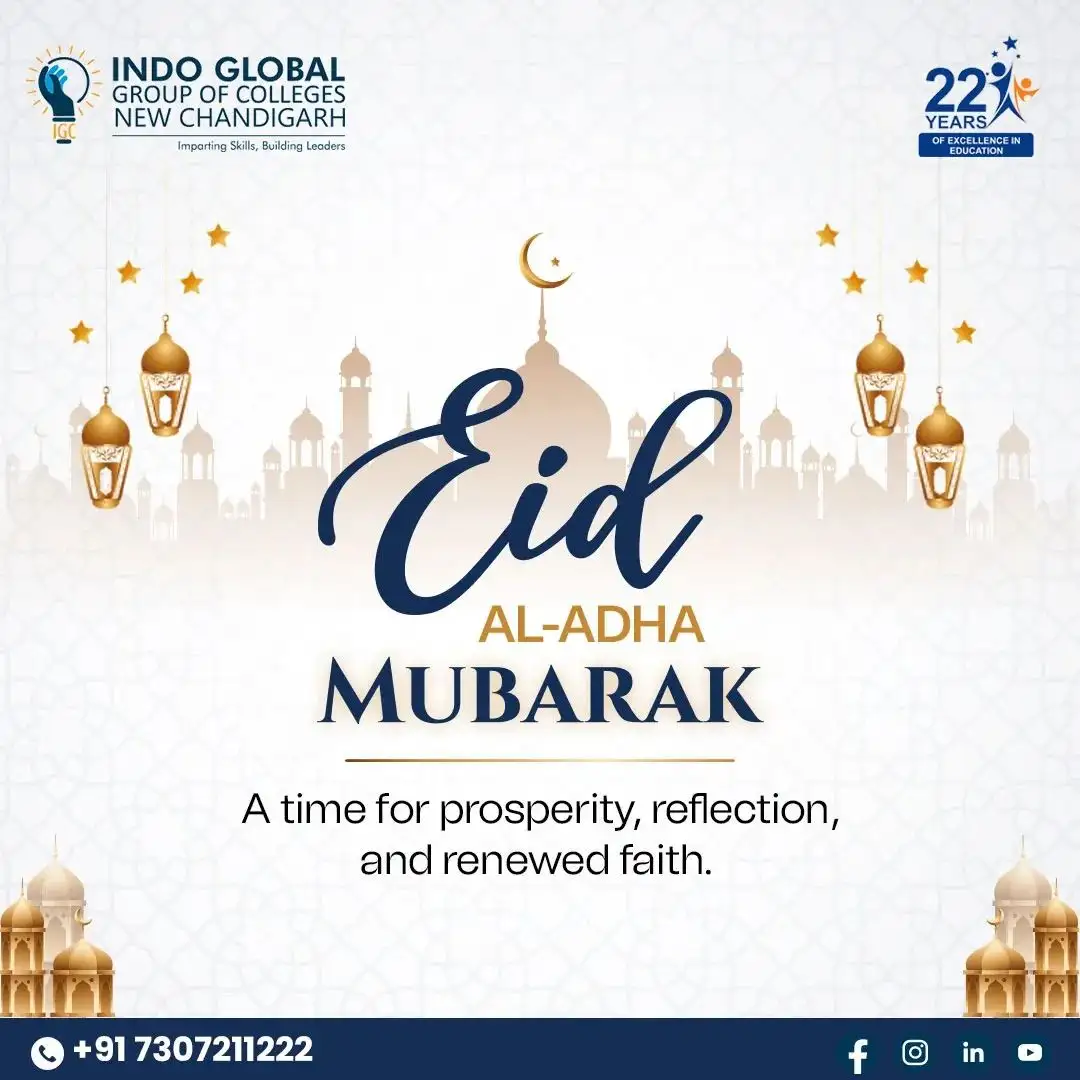 INDO GLOBAL
GROUP OF COLLEGES
NEW CHANDIGARH
Imparting Skills, Building Leaders
IGC
22
YEARS
OF EXCELLENCE IN
EDUCATION
Eid
AL-ADHA
MUBARAK
A time for prosperity, reflection,
and renewed faith.
+91 7307211222